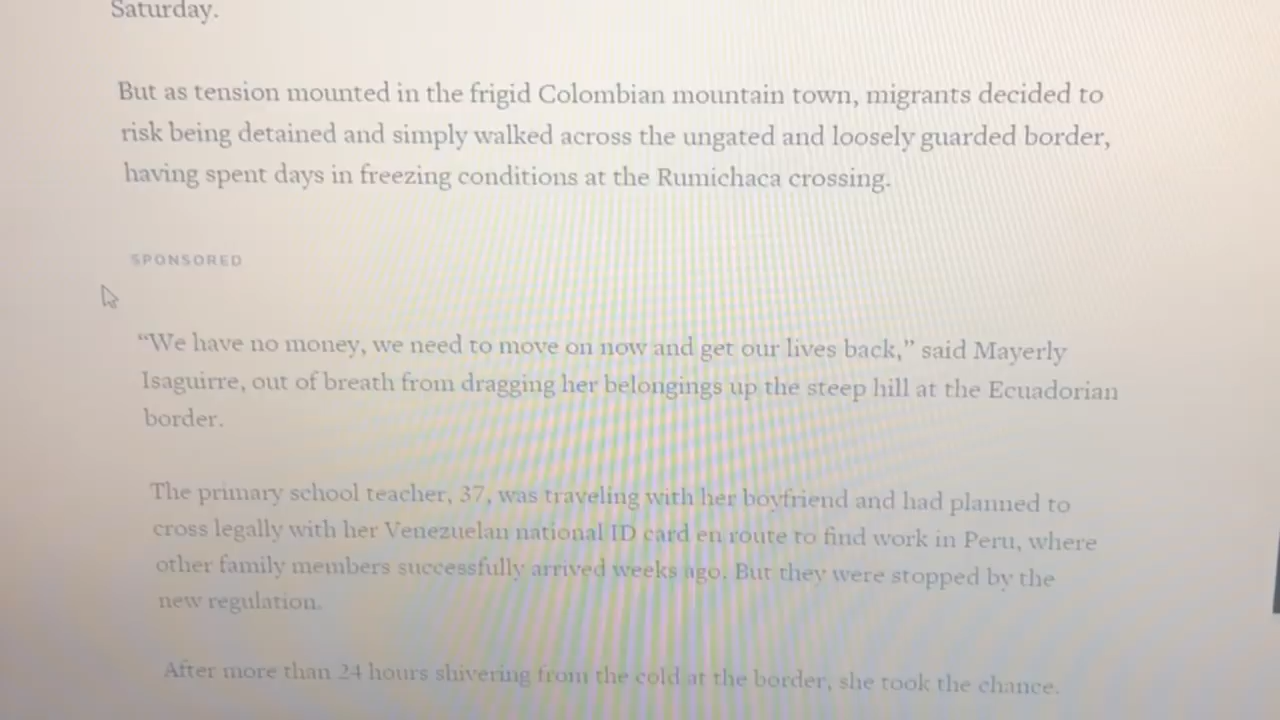 Saturday.
But as tension mounted in the frigid Colombian mountain town, migrants decided to
risk being detained and simply walked across the ungated and loosely guarded border,
having spent days in freezing conditions at the Rumichaca crossing.
SPONSORED
“We have no money, we need to move on now and get our lives back,” said Mayerly
Isaguirre, out of breath from dragging her belongings up the steep hill at the Ecuadorian
border.
The primary school teacher, 37, was traveling with her boyfriend and had planned to
cross legally with her Venezuelan national ID card en route to find work in Peru, where
other family members successfully arrived weeks ago. But they were stopped by the
new regulation.
After more than 24 hours shivering from the cold at the border, she took the chance.